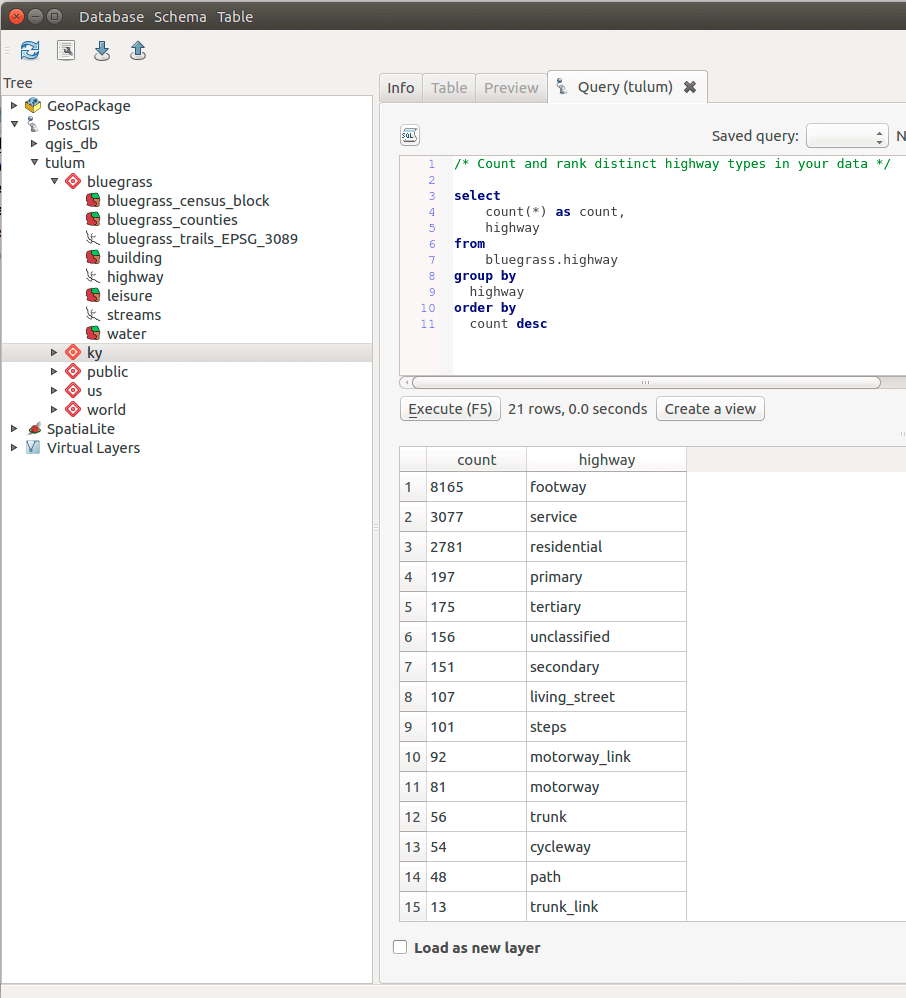 Database Schema Table
Tree
GeoPackage
PostGIS
qgis_db
tulum
bluegrass
bluegrass_census_block
bluegrass_counties
bluegrass_trails_EPSG_3089
building
highway
leisure
streams
water
ky
public
us
world
SpatiaLite
Virtual Layers
Info Table Preview Query (tulum)
SQL Saved query: N
1 /* Count and rank distinct highway types in your data */
2
3 select
4 count(*) as count,
5 highway
6 from
7 bluegrass.highway
8 group by
9 highway
10 order by
11 count desc
Execute (F5) 21 rows, 0.0 seconds Create a view
count highway
1 8165 footway
2 3077 service
3 2781 residential
4 197 primary
5 175 tertiary
6 156 unclassified
7 151 secondary
8 107 living_street
9 101 steps
10 92 motorway_link
11 81 motorway
12 56 trunk
13 54 cycleway
14 48 path
15 13 trunk_link
Load as new layer